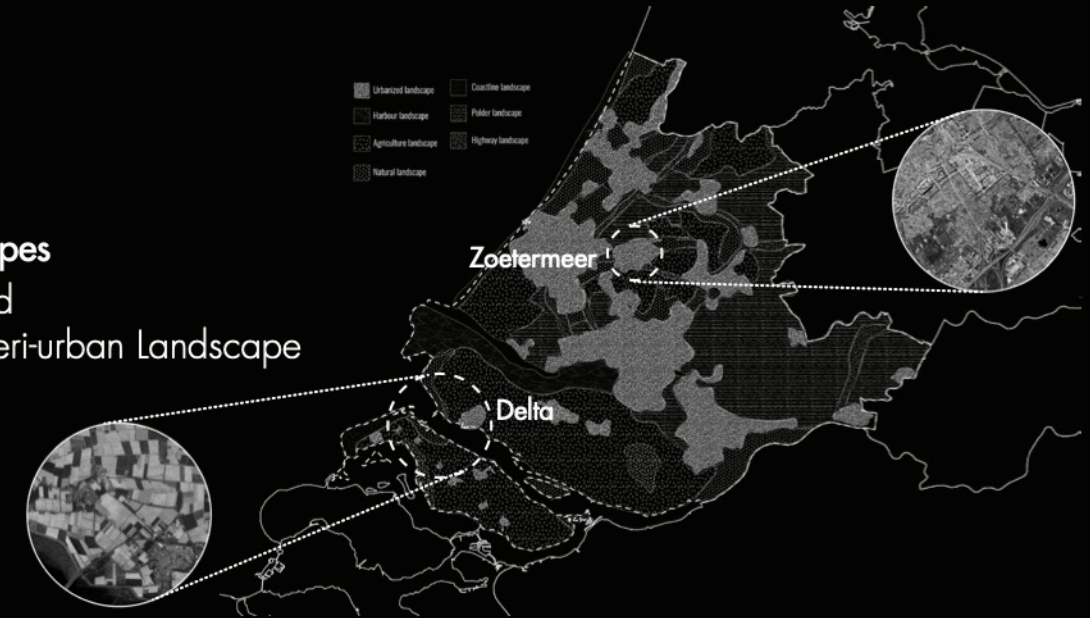 Urbanized landscape
Coastline landscape
Harbour landscape
Polder landscape
Agriculture landscape
Highway landscape
Natural landscape
pes
d
eri-urban Landscape
Zoetermeer
Delta